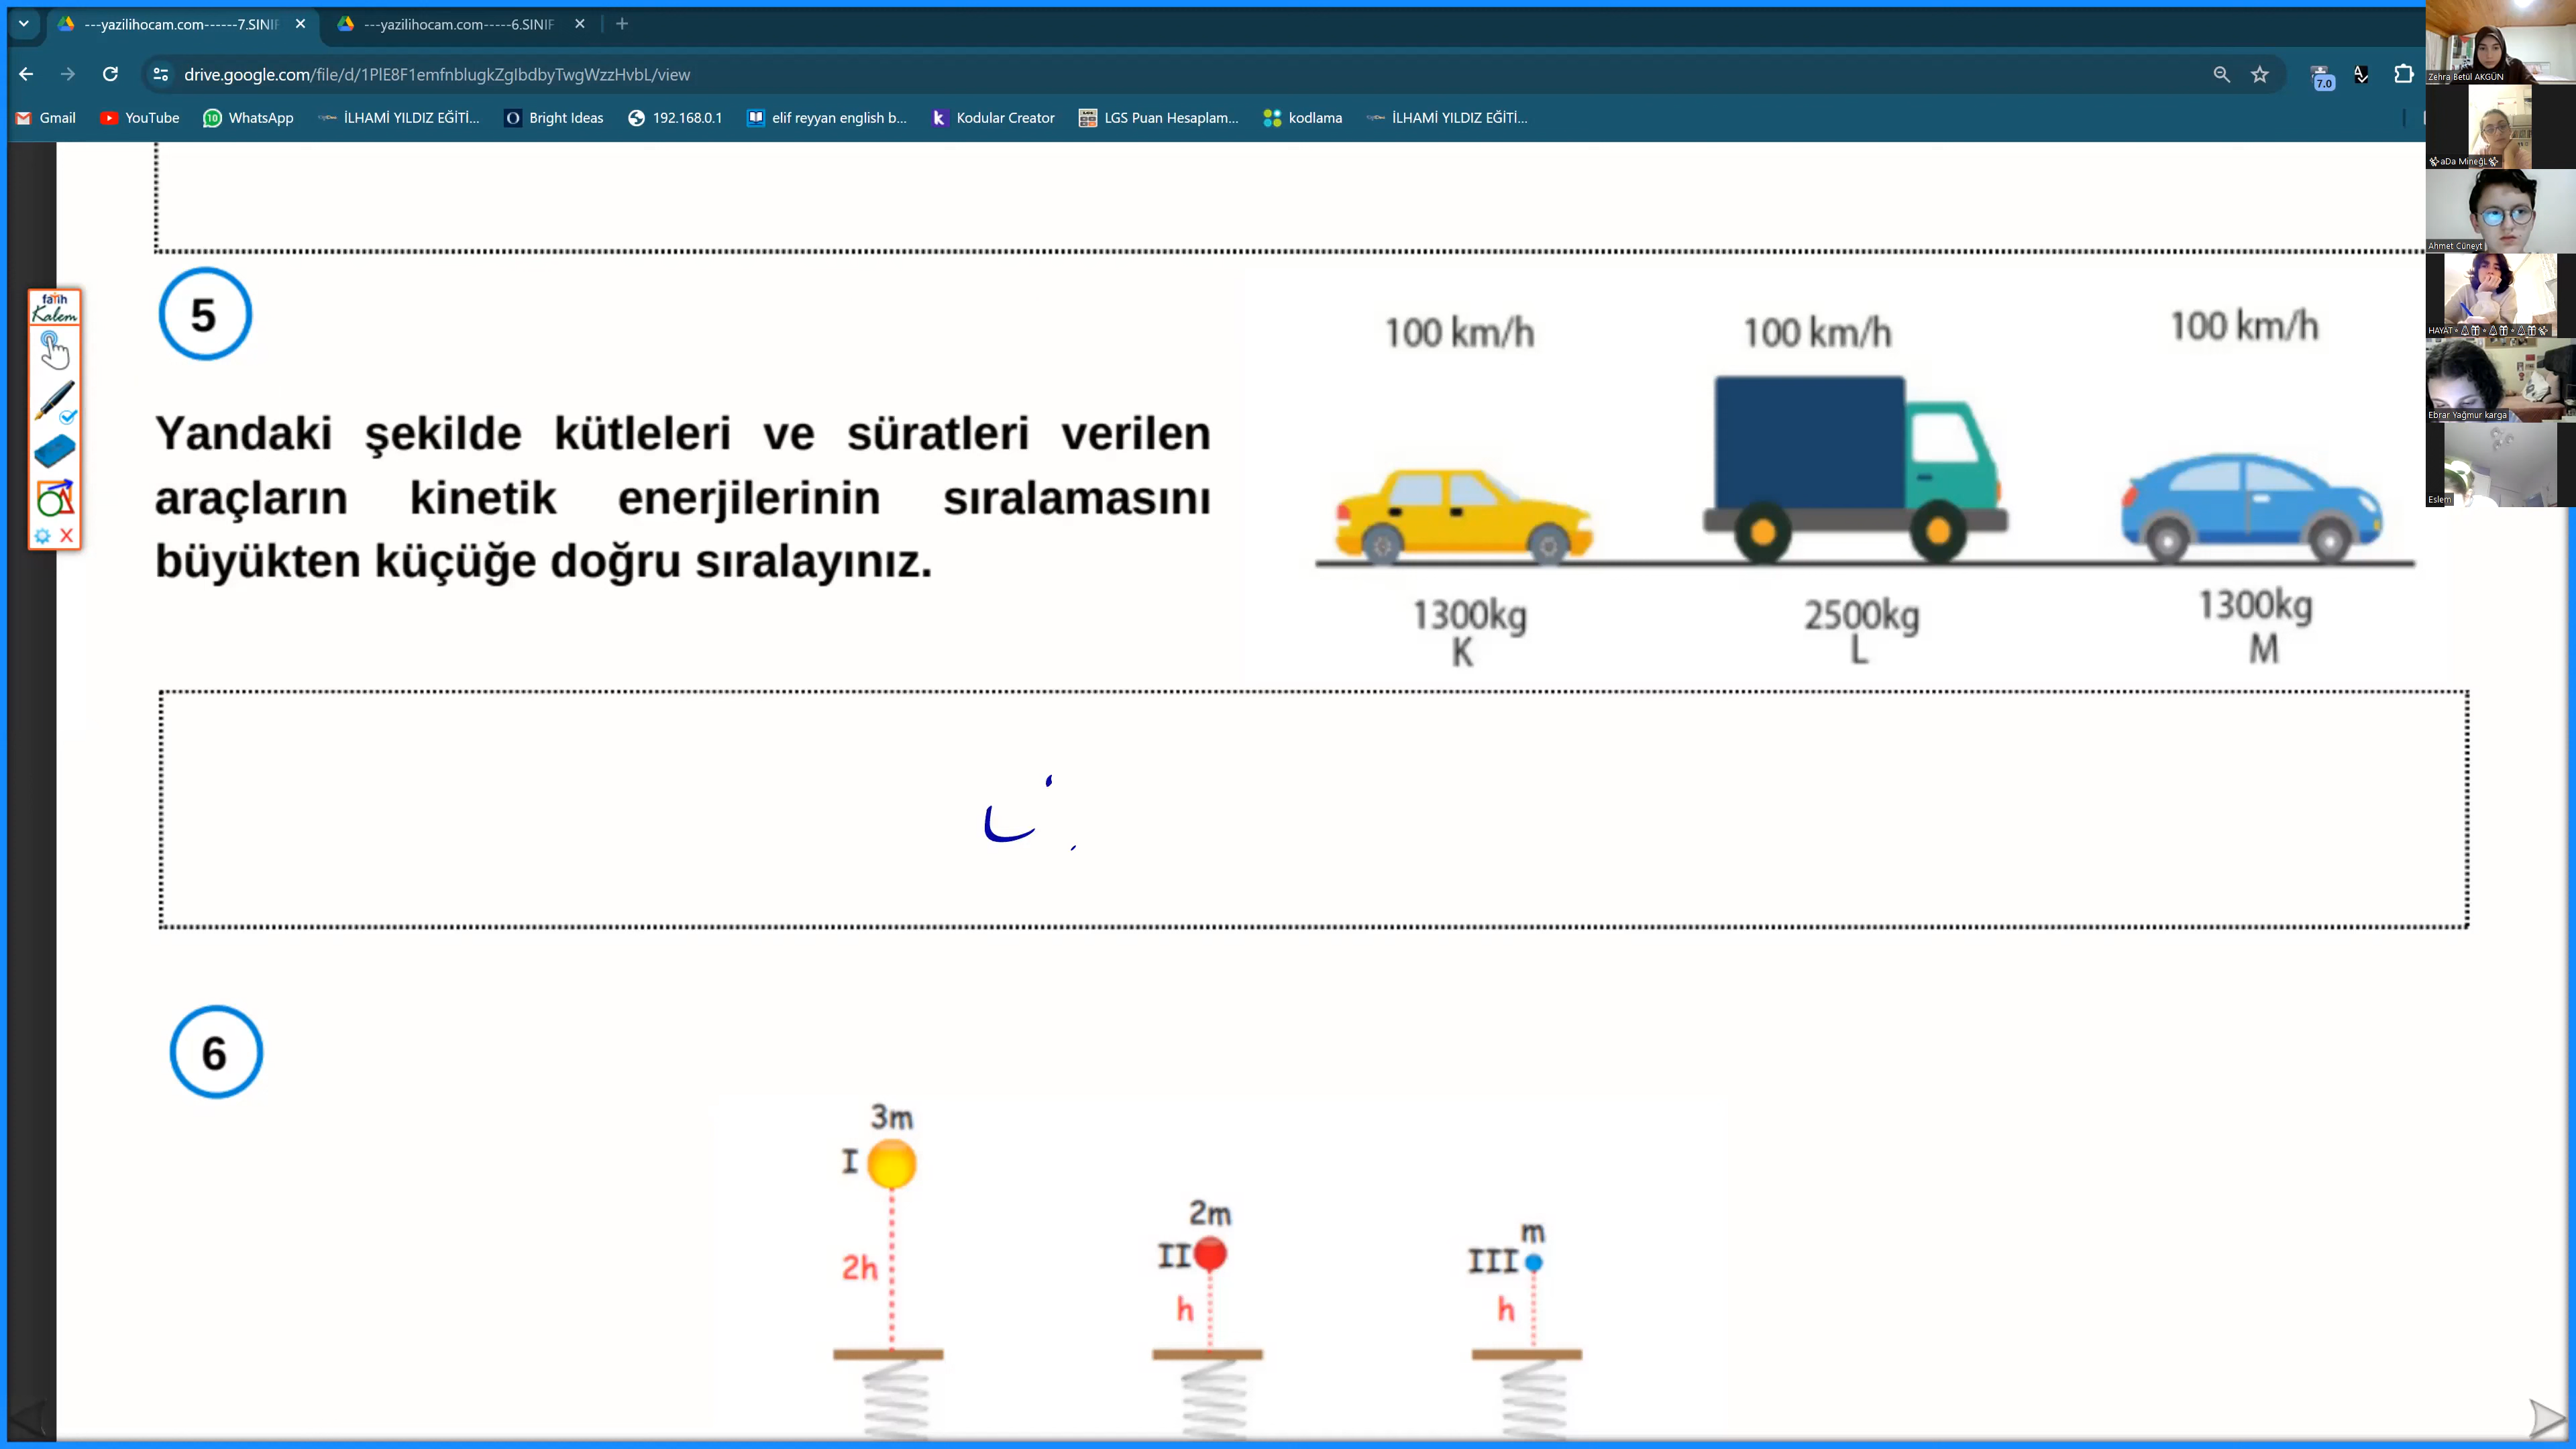 ---yazilihocam.com------7.SINIF
---yazilihocam.com-----6.SINIF
drive.google.com/file/d/1PlE8F1emfnblugkZgIbdbyTwgWzzHvbL/view
7.0
Gmail
YouTube
WhatsApp
İLHAMİ YILDIZ EĞİTİ...
Bright Ideas
192.168.0.1
elif reyyan english b...
Kodular Creator
LGS Puan Hesaplam...
kodlama
İLHAMİ YILDIZ EĞİTİ...
Zehra Betül AKGÜN
Ahmet Cüneyt
HAYAT
Ebrar Yağmur karga
Eslem
fatih
Kalem
5
Yandaki şekilde kütleleri ve süratleri verilen
araçların kinetik enerjilerinin sıralamasını
büyükten küçüğe doğru sıralayınız.
100 km/h
100 km/h
100 km/h
1300kg
K
2500kg
L
1300kg
M
L
6
3m
I
2h
2m
II
h
m
III
h